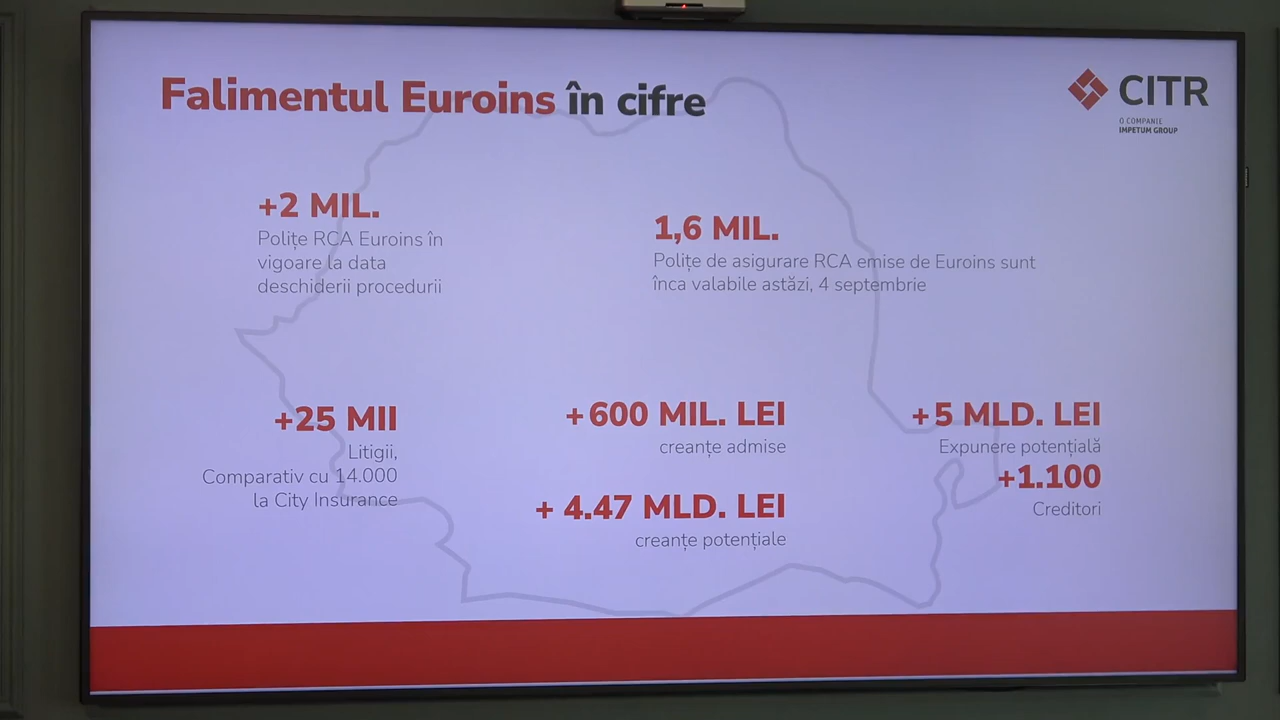 Falimentul Euroins în cifre
CITR
O COMPANIE
IMPETUM GROUP
+2 MIL.
Polițe RCA Euroins în
vigoare la data
deschiderii procedurii
1,6 MIL.
Polițe de asigurare RCA emise de Euroins sunt
înca valabile astăzi, 4 septembrie
+25 MII
Litigii,
Comparativ cu 14.000
la City Insurance
+600 MIL. LEI
creanțe admise
+ 4.47 MLD. LEI
creanțe potențiale
+5 MLD. LEI
Expunere potențială
+1.100
Creditori